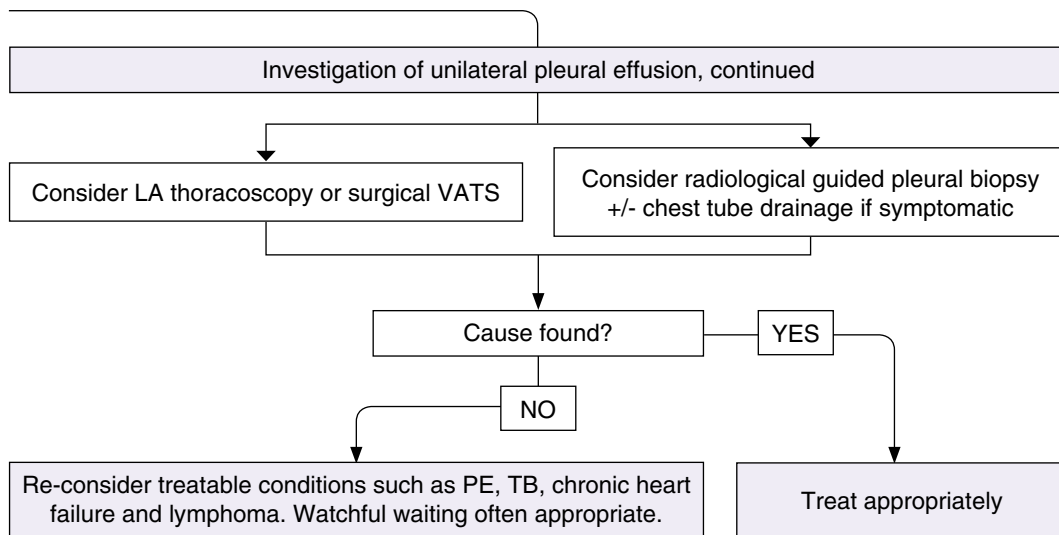 Investigation of unilateral pleural effusion, continued
Consider LA thoracoscopy or surgical VATS
Consider radiological guided pleural biopsy
+/- chest tube drainage if symptomatic
Cause found?
YES
NO
Re-consider treatable conditions such as PE, TB, chronic heart
failure and lymphoma. Watchful waiting often appropriate.
Treat appropriately